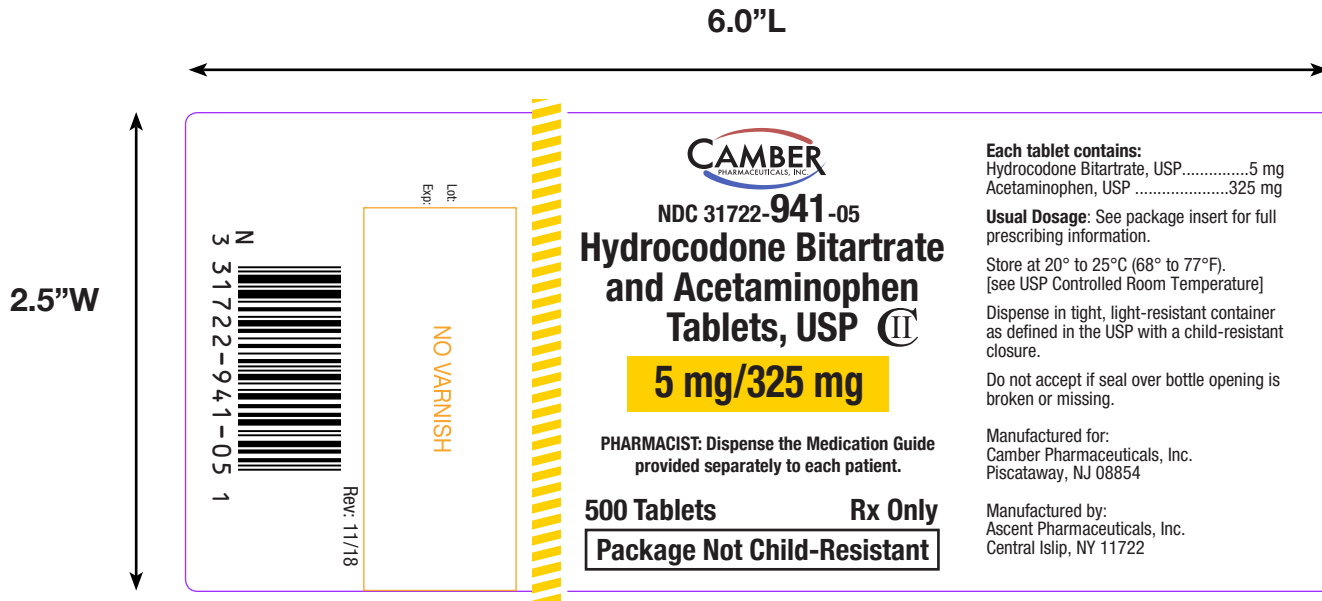 6.0”L
2.5”W
N
3 31722-941-05 1
Rev: 11/18
Lot:
Exp:
NO VARNISH
CAMBER
PHARMACEUTICALS, INC.
NDC 31722-941-05
Hydrocodone Bitartrate
and Acetaminophen
Tablets, USP CII
5 mg/325 mg
PHARMACIST: Dispense the Medication Guide
provided separately to each patient.
500 Tablets Rx Only
Package Not Child-Resistant
Each tablet contains:
Hydrocodone Bitartrate, USP..............5 mg
Acetaminophen, USP ....................325 mg
Usual Dosage: See package insert for full
prescribing information.
Store at 20° to 25°C (68° to 77°F).
[see USP Controlled Room Temperature]
Dispense in tight, light-resistant container
as defined in the USP with a child-resistant
closure.
Do not accept if seal over bottle opening is
broken or missing.
Manufactured for:
Camber Pharmaceuticals, Inc.
Piscataway, NJ 08854
Manufactured by:
Ascent Pharmaceuticals, Inc.
Central Islip, NY 11722